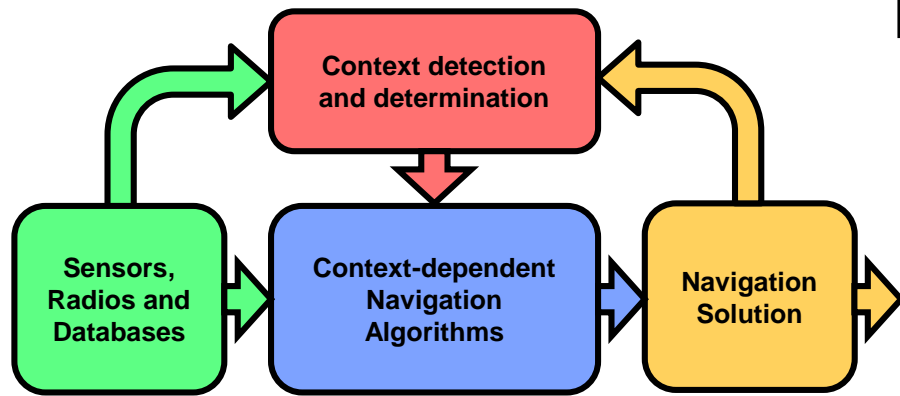 Context detection
and determination
Sensors,
Radios and
Databases
Context-dependent
Navigation
Algorithms
Navigation
Solution